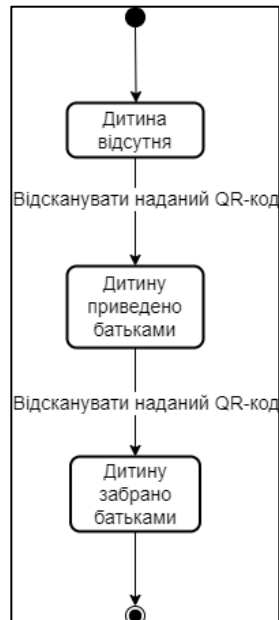 Дитина
відсутня
Відсканувати наданий QR-код
Дитину
приведено
батьками
Відсканувати наданий QR-код
Дитину
забрано
батьками